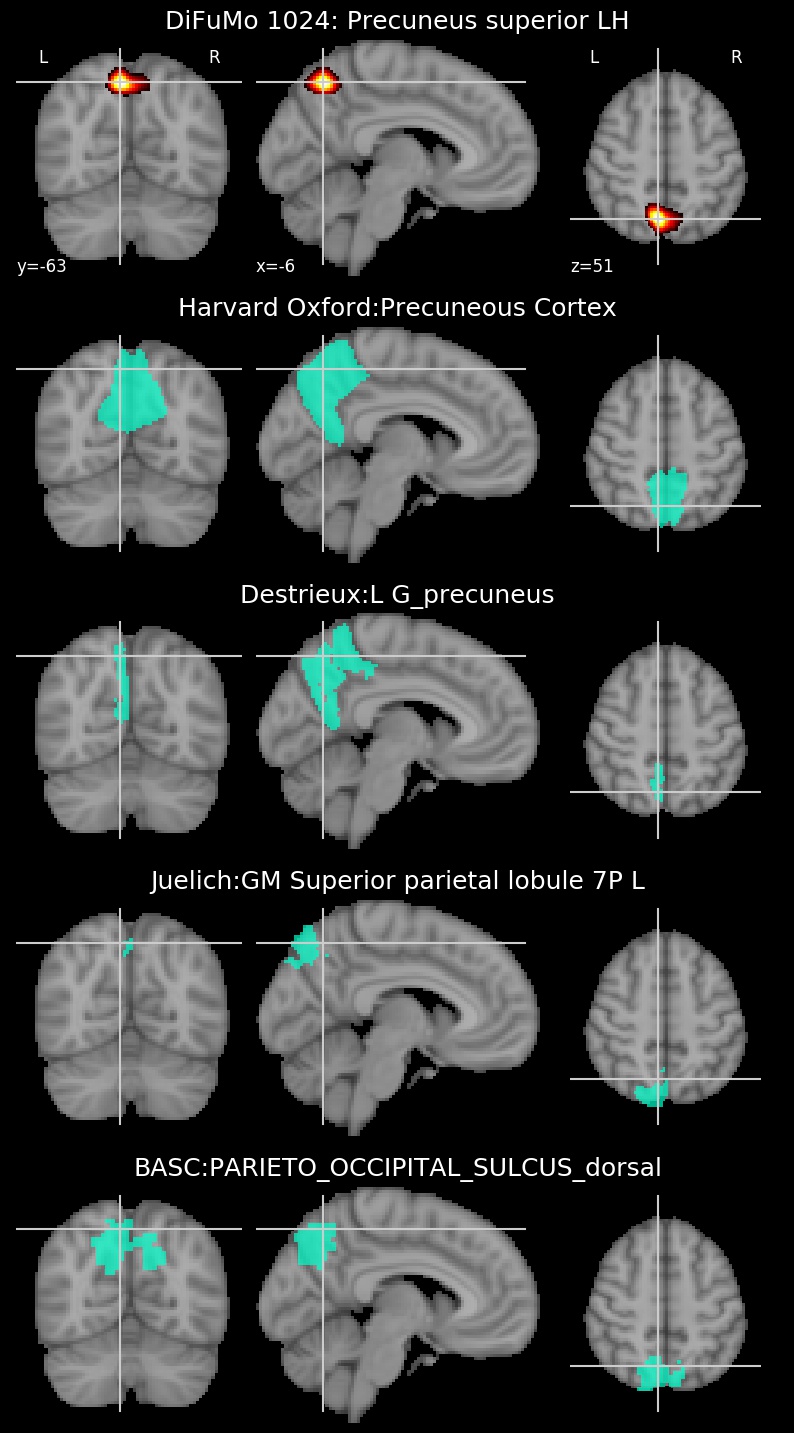 DiFuMo 1024: Precuneus superior LH
L R L R
y=-63 x=-6 z=51
Harvard Oxford:Precuneous Cortex
Destrieux:L G_precuneus
Juelich:GM Superior parietal lobule 7P L
BASC:PARIETO_OCCIPITAL_SULCUS_dorsal